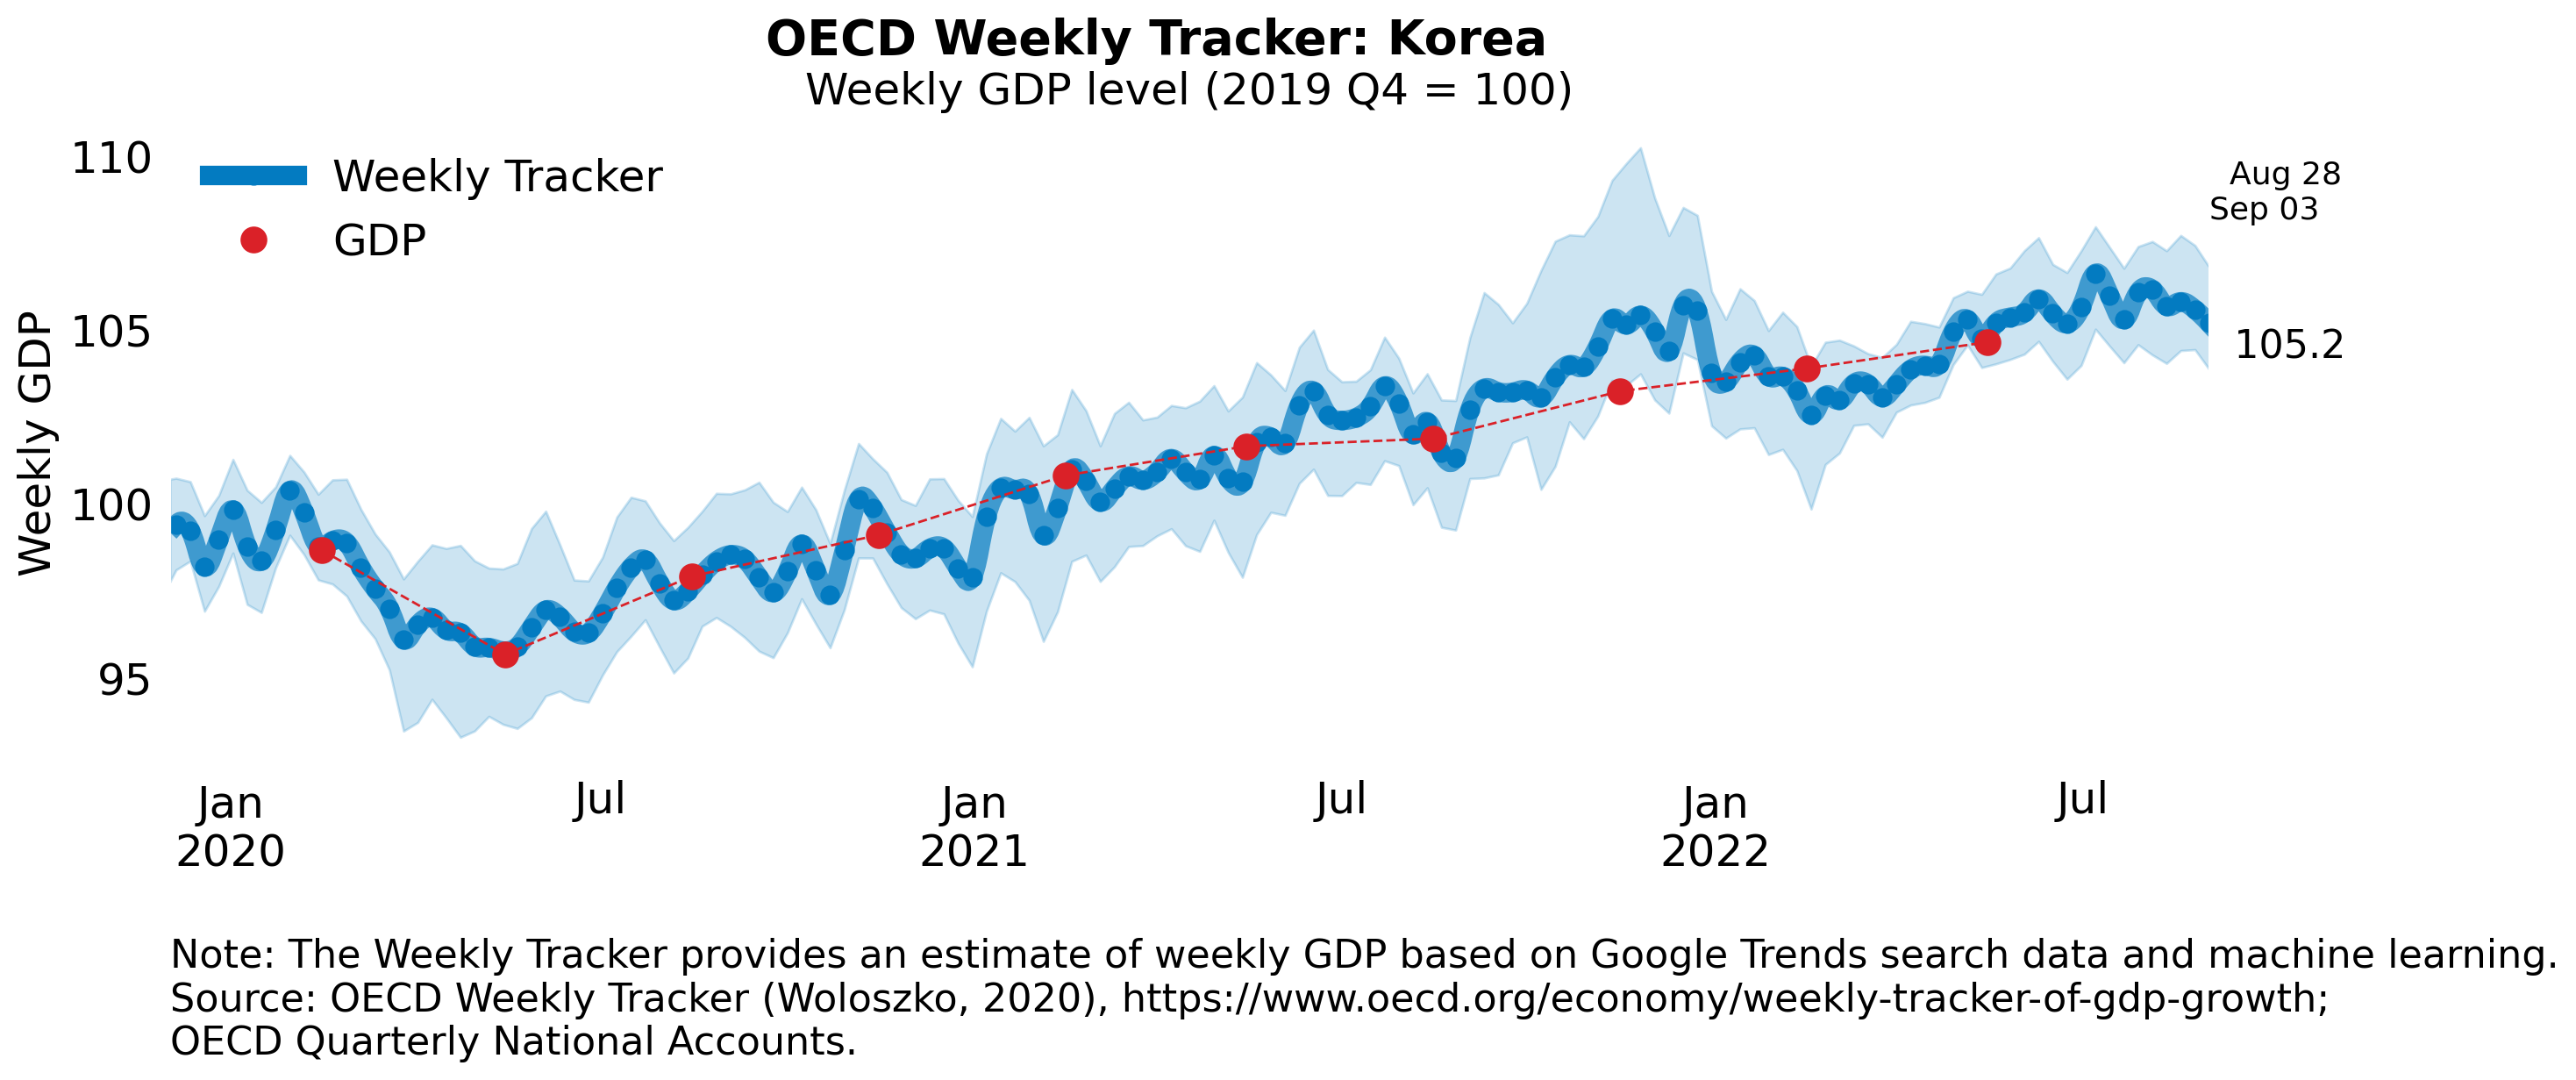 OECD Weekly Tracker: Korea
Weekly GDP level (2019 Q4 = 100)
Weekly Tracker
GDP
Weekly GDP
110
105
100
95
Aug 28
Sep 03
105.2
Jan
2020
Jul
Jan
2021
Jul
Jan
2022
Jul
Note: The Weekly Tracker provides an estimate of weekly GDP based on Google Trends search data and machine learning.
Source: OECD Weekly Tracker (Woloszko, 2020), https://www.oecd.org/economy/weekly-tracker-of-gdp-growth;
OECD Quarterly National Accounts.